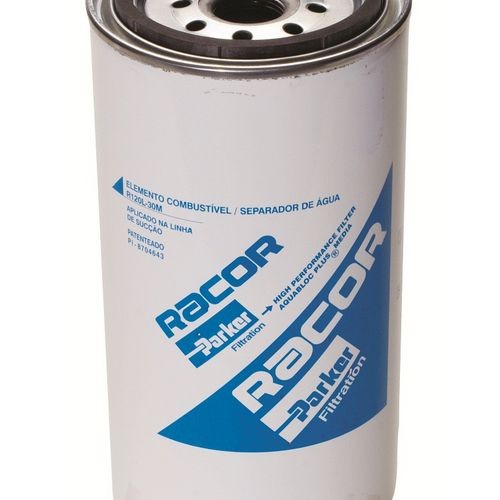 ELEMENTO COMBUSTÍVEL / SEPARADOR DE ÁGUA
R120L-30M
APLICADO NA LINHA
DE SUCÇÃO
PATENTEADO
PI - 8704643
RACOR
Parker
Filtration
HIGH PERFORMANCE FILTER
AQUABLOC PLUS® MEDIA
RACOR
Parker
Filtration